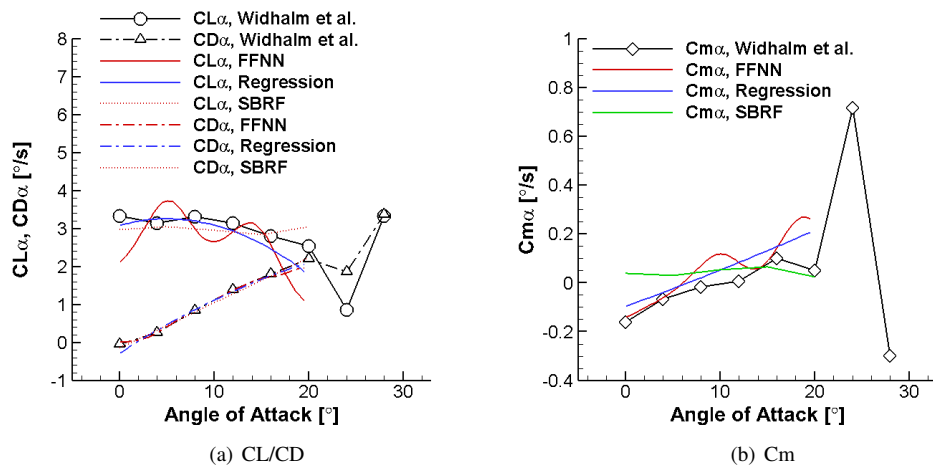 CLα, Widhalm et al.
CDα, Widhalm et al.
CLα, FFNN
CLα, Regression
CLα, SBRF
CDα, FFNN
CDα, Regression
CDα, SBRF
8
7
6
5
4
3
2
1
0
-1
CLα, CDα [°/s]
0
10
20
30
Angle of Attack [°]
(a) CL/CD
Cmα, Widhalm et al.
Cmα, FFNN
Cmα, Regression
Cmα, SBRF
1
0.8
0.6
0.4
0.2
0
-0.2
-0.4
Cmα [°/s]
0
10
20
30
Angle of Attack [°]
(b) Cm